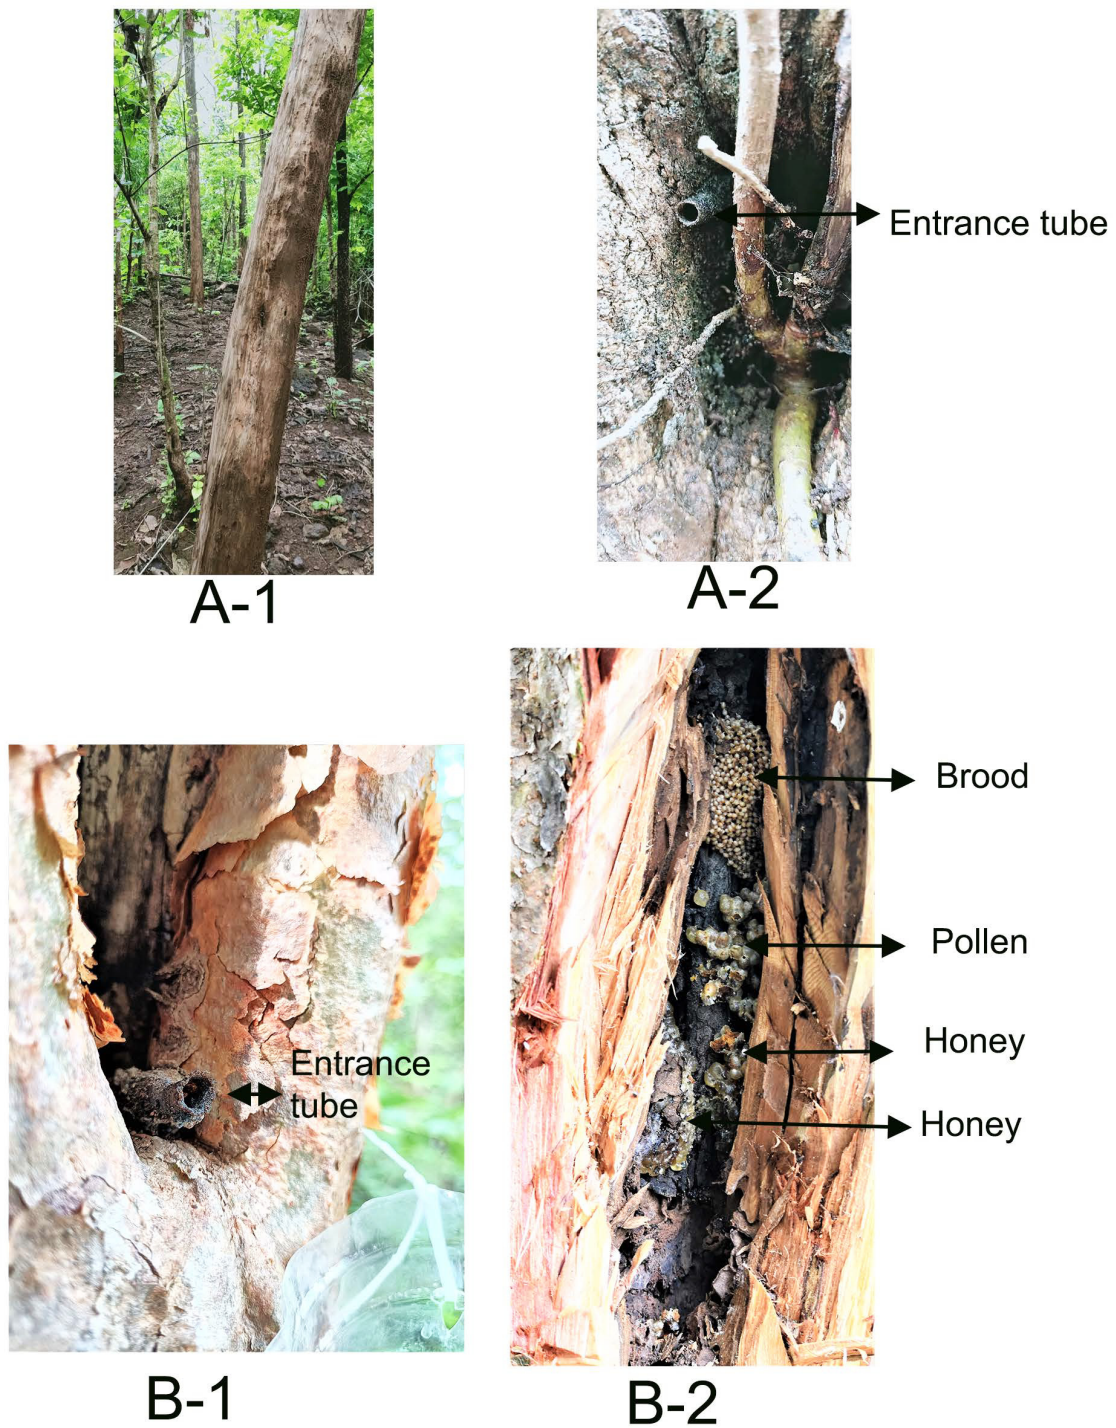 Entrance tube
A-1
A-2
Brood
Pollen
Honey
Entrance
tube
Honey
B-1
B-2